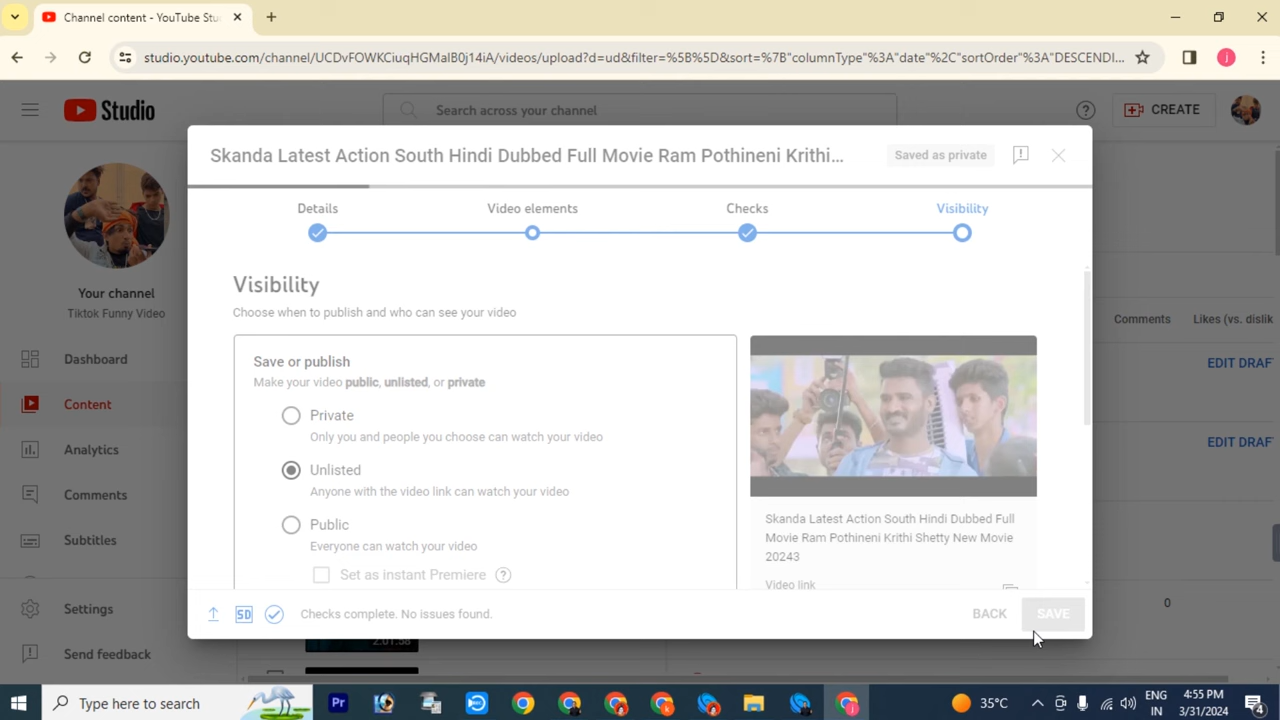 Channel content - YouTube Stu
studio.youtube.com/channel/UCDvFOWKCiuqHGMaIB0j14iA/videos/upload?d=ud&filter=%5B%5D&sort=%7B"columnType"%3A"date"%2C"sortOrder"%3A"DESCENDI...
j
Studio
Search across your channel
CREATE
Skanda Latest Action South Hindi Dubbed Full Movie Ram Pothineni Krithi...
Saved as private
Details
Video elements
Checks
Visibility
Your channel
Tiktok Funny Video
Dashboard
Content
Analytics
Comments
Subtitles
Settings
Send feedback
Visibility
Choose when to publish and who can see your video
Save or publish
Make your video public, unlisted, or private
Private
Only you and people you choose can watch your video
Unlisted
Anyone with the video link can watch your video
Public
Everyone can watch your video
Set as instant Premiere
Skanda Latest Action South Hindi Dubbed Full
Movie Ram Pothineni Krithi Shetty New Movie
20243
Video link
Comments
Likes (vs. dislik
EDIT DRAF
EDIT DRAF
0
SD
Checks complete. No issues found.
BACK
SAVE
2:01:58
Type here to search
Pr
35°C
ENG
IN
4:55 PM
3/31/2024
4